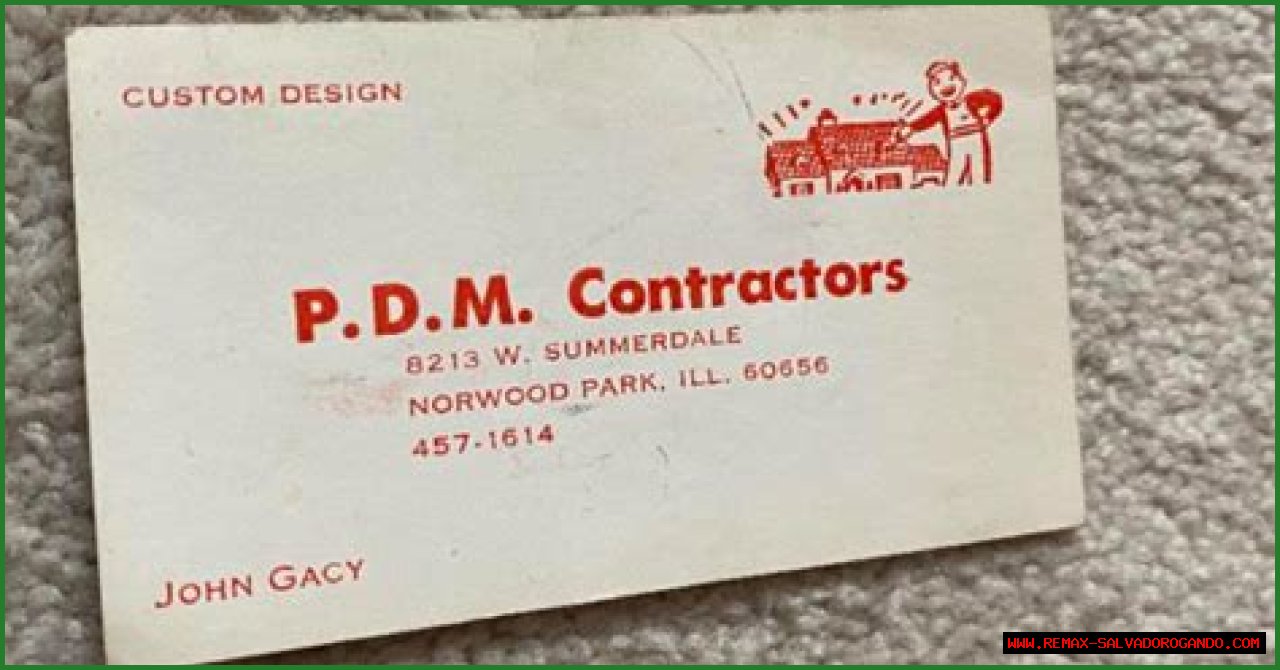 CUSTOM DESIGN
P.D.M. Contractors
8213 W. SUMMERDALE
NORWOOD PARK, ILL. 60656
457-1614
JOHN GACY
WWW.REMAX-SALVADOROGANDO.COM